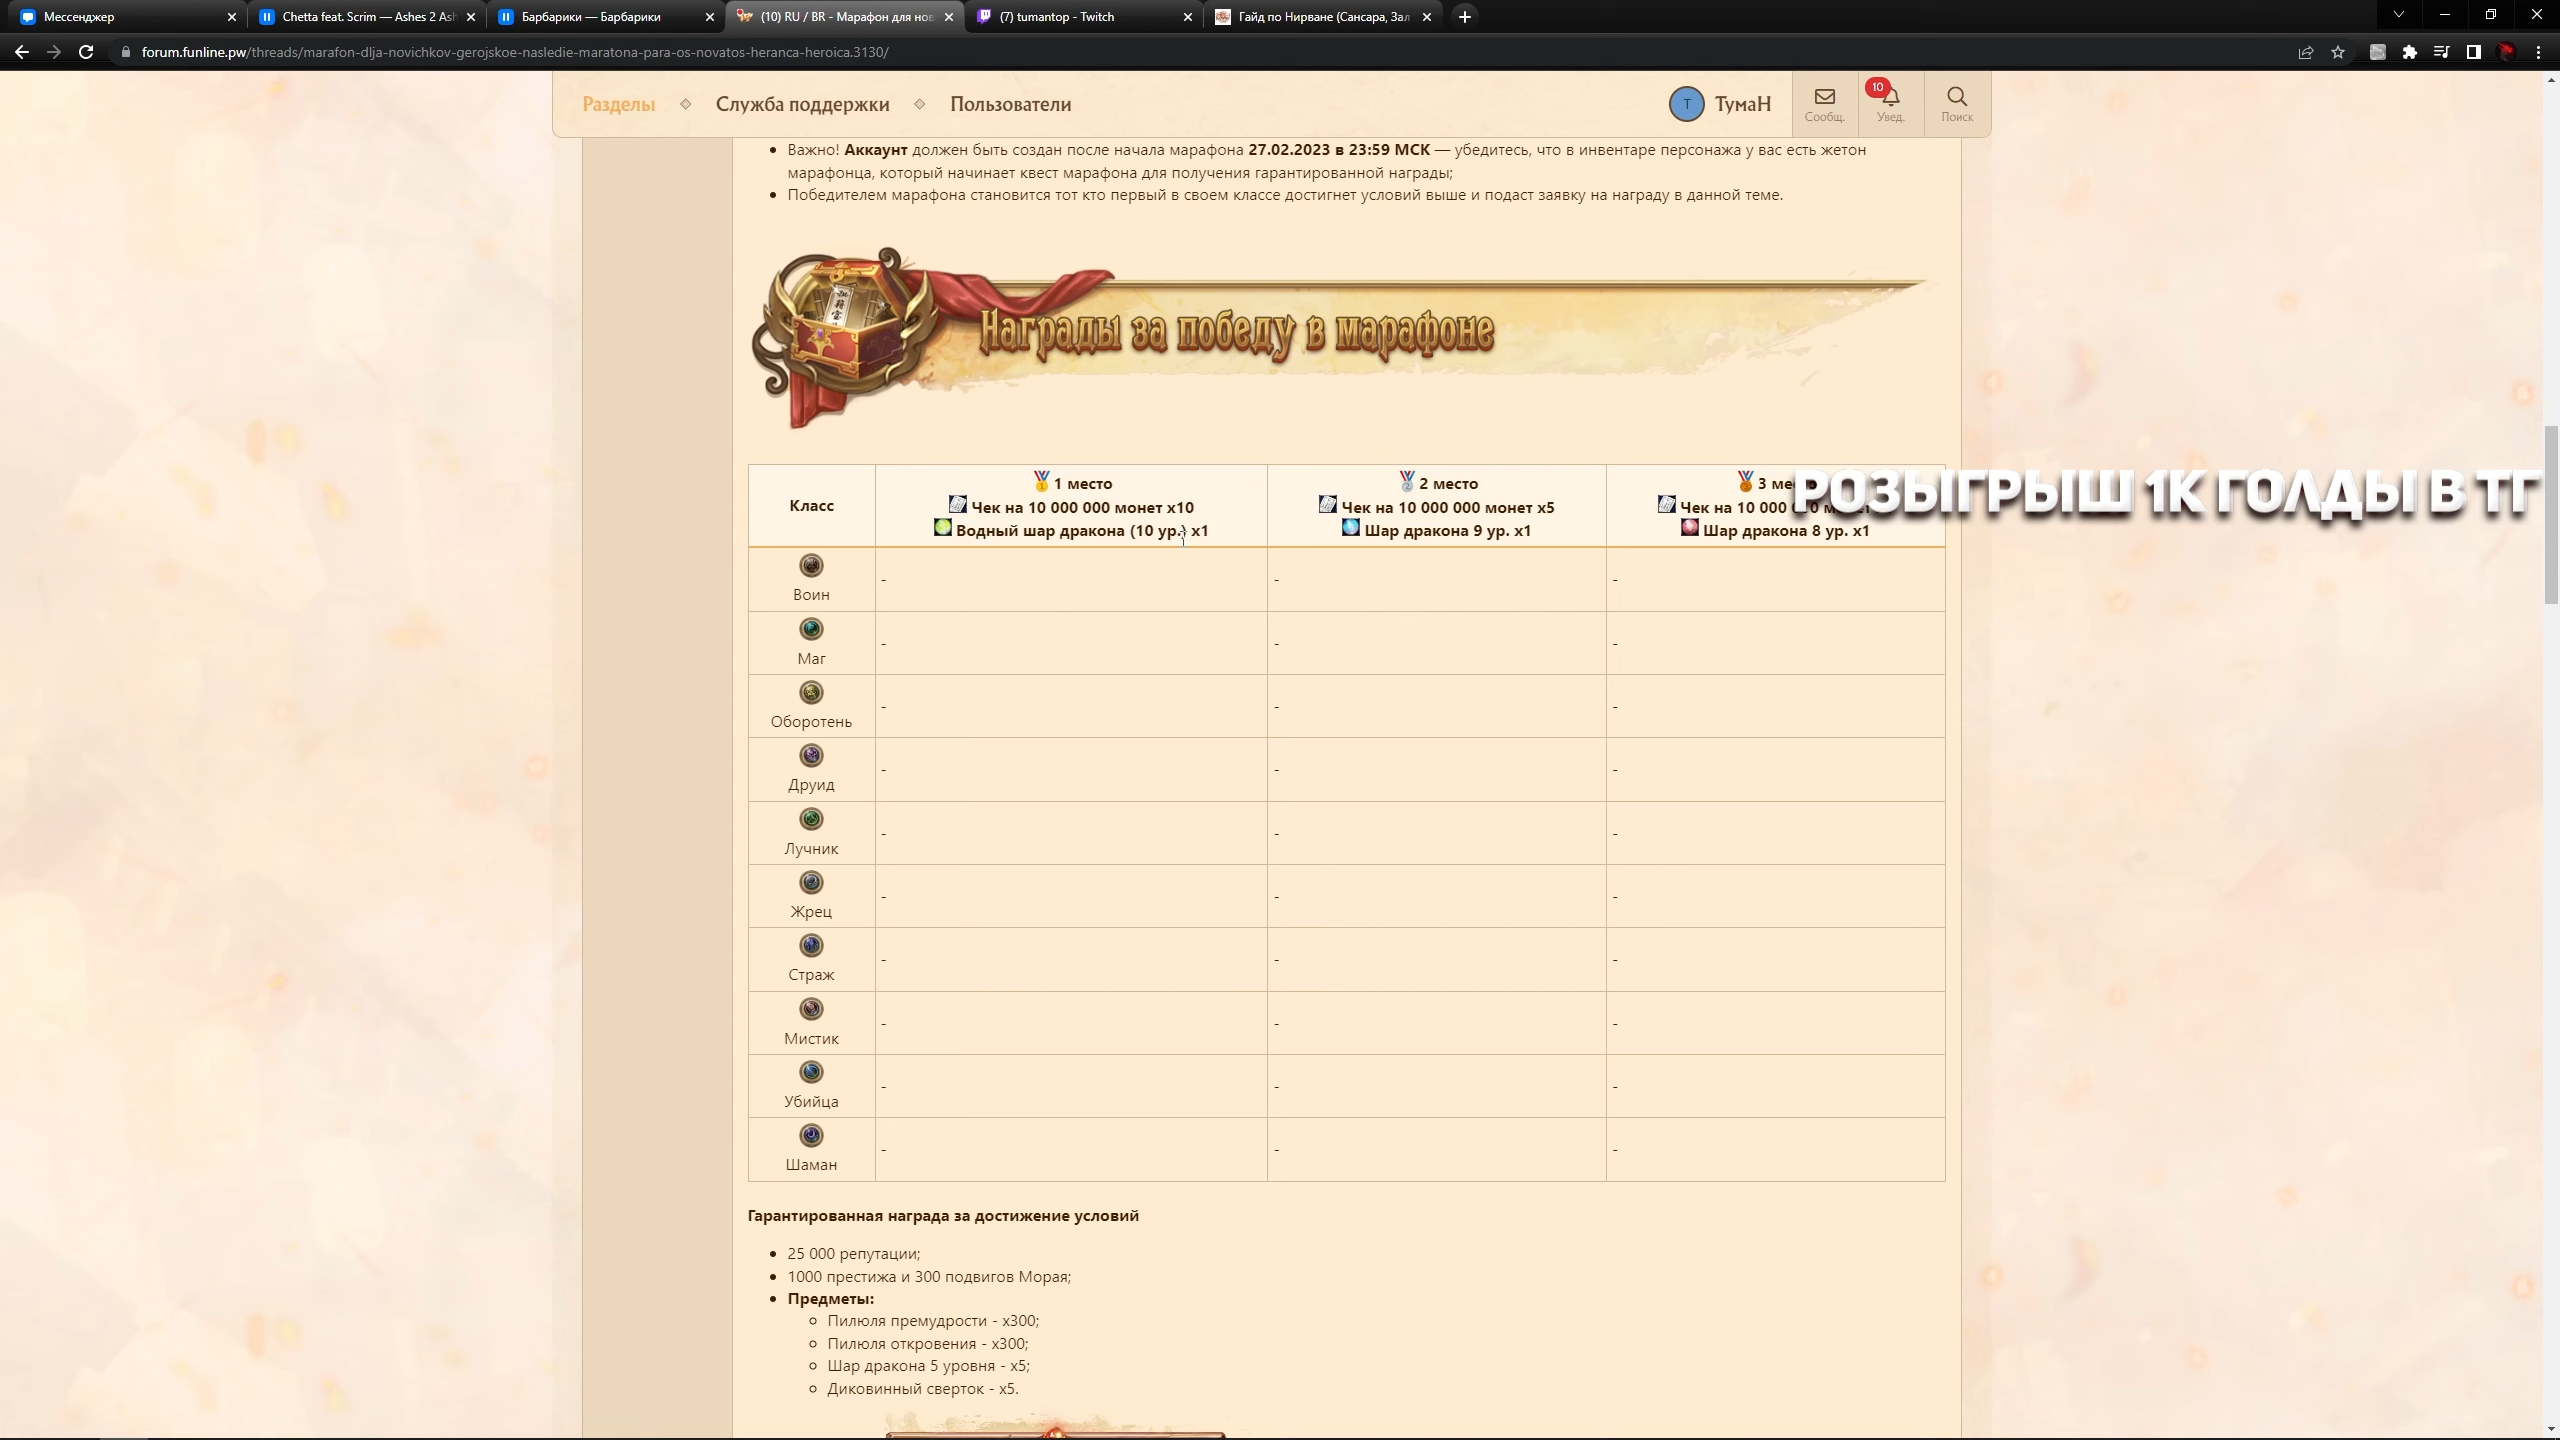 Мессенджер
Chetta feat. Scrim — Ashes 2 Ash
Барбарики — Барбарики
(10) RU / BR - Марафон для нов
(7) tumantop - Twitch
Гайд по Нирване (Сансара, Зал
forum.funline.pw/threads/marafon-dlja-novichkov-gerojskoe-nasledie-maratona-para-os-novatos-heranca-heroica.3130/
Разделы
Служба поддержки
Пользователи
T
ТумаН
Сообщ.
10
Увед.
Поиск
Важно! Аккаунт должен быть создан после начала марафона 27.02.2023 в 23:59 МСК — убедитесь, что в инвентаре персонажа у вас есть жетон
марафонца, который начинает квест марафона для получения гарантированной награды;
Победителем марафона становится тот кто первый в своем классе достигнет условий выше и подаст заявку на награду в данной теме.
Награды за победу в марафоне
Класс
1 место
Чек на 10 000 000 монет x10
Водный шар дракона (10 ур.) x1
2 место
Чек на 10 000 000 монет x5
Шар дракона 9 ур. x1
3
Чек на 10 000
Шар дракона 8 ур. x1
РОЗЫГРЫШ 1К ГОЛДЫ В ТГ
Воин - - -
Маг - - -
Оборотень - - -
Друид - - -
Лучник - - -
Жрец - - -
Страж - - -
Мистик - - -
Убийца - - -
Шаман - - -
Гарантированная награда за достижение условий
25 000 репутации;
1000 престижа и 300 подвигов Морая;
Предметы:
Пилюля премудрости - x300;
Пилюля откровения - x300;
Шар дракона 5 уровня - x5;
Диковинный сверток - x5.